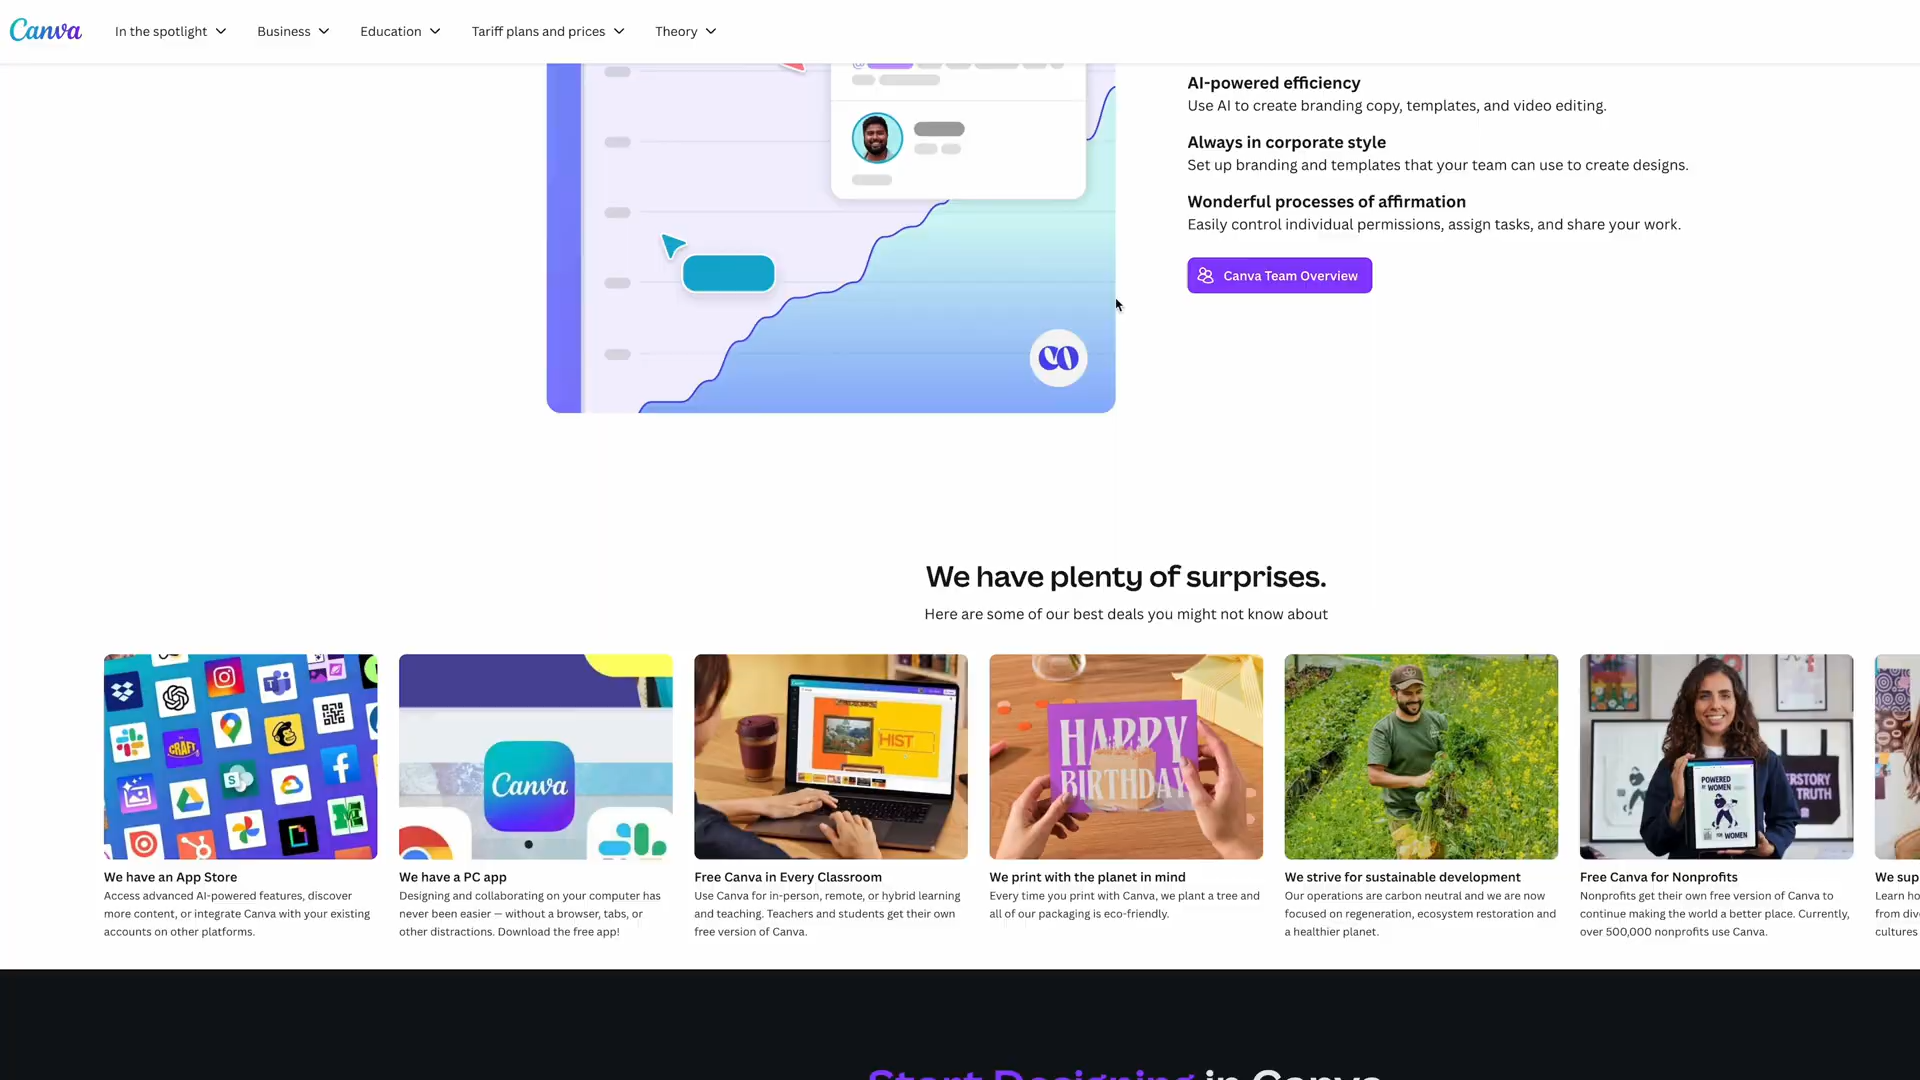 Canva
In the spotlight
Business
Education
Tariff plans and prices
Theory
AI-powered efficiency
Use AI to create branding copy, templates, and video editing.
Always in corporate style
Set up branding and templates that your team can use to create designs.
Wonderful processes of affirmation
Easily control individual permissions, assign tasks, and share your work.
Canva Team Overview
We have plenty of surprises.
Here are some of our best deals you might not know about
CRAFT
Canva
HIST
HAPPY
BIRTHDAY
POWERED
BY WOMEN
FOR WOMEN
ERSTORY
TRUTH
We have an App Store
Access advanced AI-powered features, discover
more content, or integrate Canva with your existing
accounts on other platforms.
We have a PC app
Designing and collaborating on your computer has
never been easier — without a browser, tabs, or
other distractions. Download the free app!
Free Canva in Every Classroom
Use Canva for in-person, remote, or hybrid learning
and teaching. Teachers and students get their own
free version of Canva.
We print with the planet in mind
Every time you print with Canva, we plant a tree and
all of our packaging is eco-friendly.
We strive for sustainable development
Our operations are carbon neutral and we are now
focused on regeneration, ecosystem restoration and
a healthier planet.
Free Canva for Nonprofits
Nonprofits get their own free version of Canva to
continue making the world a better place. Currently,
over 500,000 nonprofits use Canva.
We sup
Learn ho
from div
cultures
Start Designing in Canva